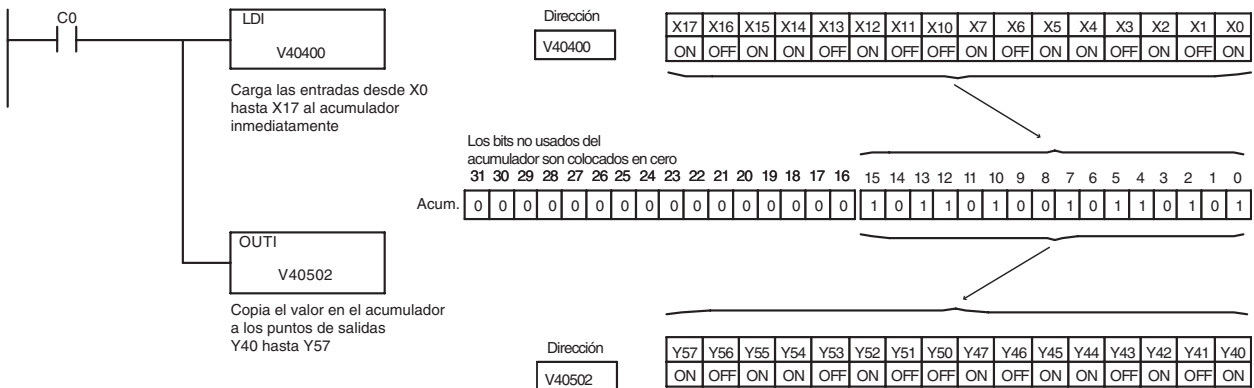 C0
LDI
V40400
Carga las entradas desde X0
hasta X17 al acumulador
inmediatamente
Dirección
V40400
X17 X16 X15 X14 X13 X12 X11 X10 X7 X6 X5 X4 X3 X2 X1 X0
ON OFF ON ON OFF ON OFF OFF ON OFF ON ON OFF ON OFF ON
Los bits no usados del
acumulador son colocados en cero
31 30 29 28 27 26 25 24 23 22 21 20 19 18 17 16 15 14 13 12 11 10 9 8 7 6 5 4 3 2 1 0
Acum. 0 0 0 0 0 0 0 0 0 0 0 0 0 0 0 0 1 0 1 1 0 1 0 0 1 0 1 1 0 1 0 1
OUTI
V40502
Copia el valor en el acumulador
a los puntos de salidas
Y40 hasta Y57
Dirección
V40502
Y57 Y56 Y55 Y54 Y53 Y52 Y51 Y50 Y47 Y46 Y45 Y44 Y43 Y42 Y41 Y40
ON OFF ON ON OFF ON OFF OFF ON OFF ON ON OFF ON OFF ON